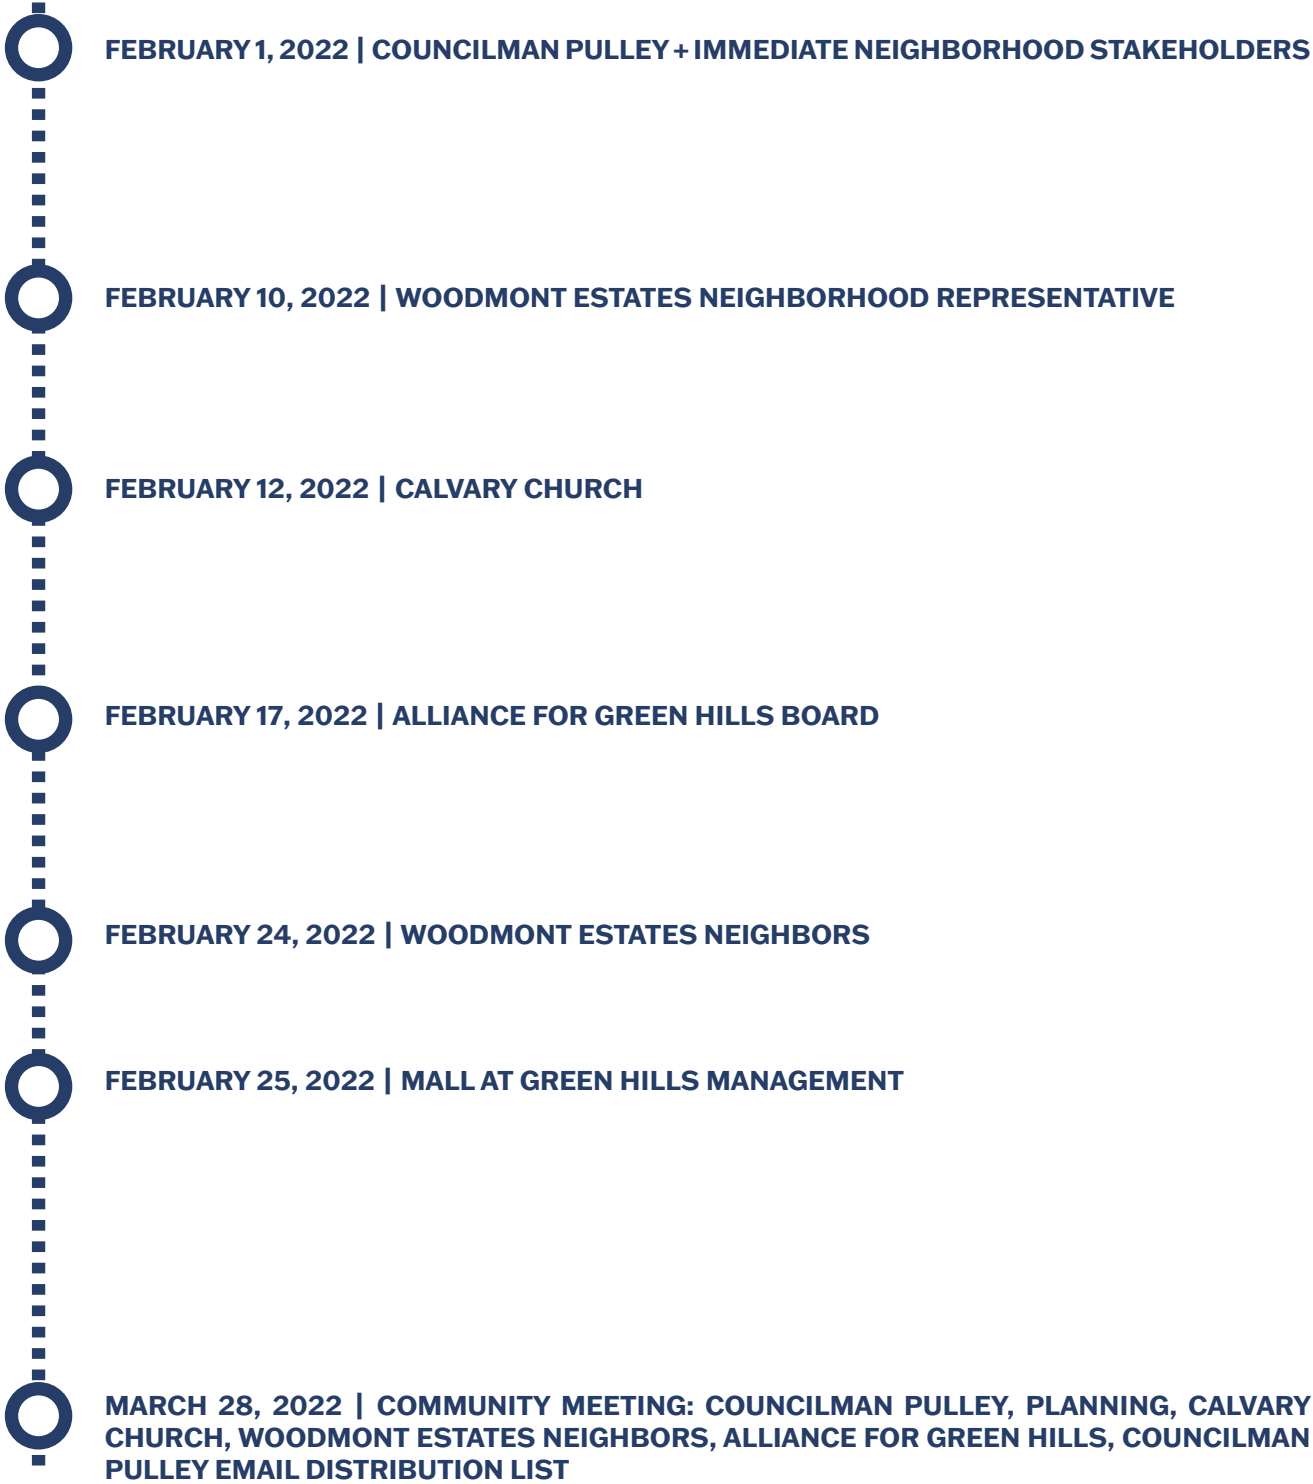 FEBRUARY 1, 2022 | COUNCILMAN PULLEY + IMMEDIATE NEIGHBORHOOD STAKEHOLDERS
FEBRUARY 10, 2022 | WOODMONT ESTATES NEIGHBORHOOD REPRESENTATIVE
FEBRUARY 12, 2022 | CALVARY CHURCH
FEBRUARY 17, 2022 | ALLIANCE FOR GREEN HILLS BOARD
FEBRUARY 24, 2022 | WOODMONT ESTATES NEIGHBORS
FEBRUARY 25, 2022 | MALL AT GREEN HILLS MANAGEMENT
MARCH 28, 2022 | COMMUNITY MEETING: COUNCILMAN PULLEY, PLANNING, CALVARY
CHURCH, WOODMONT ESTATES NEIGHBORS, ALLIANCE FOR GREEN HILLS, COUNCILMAN
PULLEY EMAIL DISTRIBUTION LIST